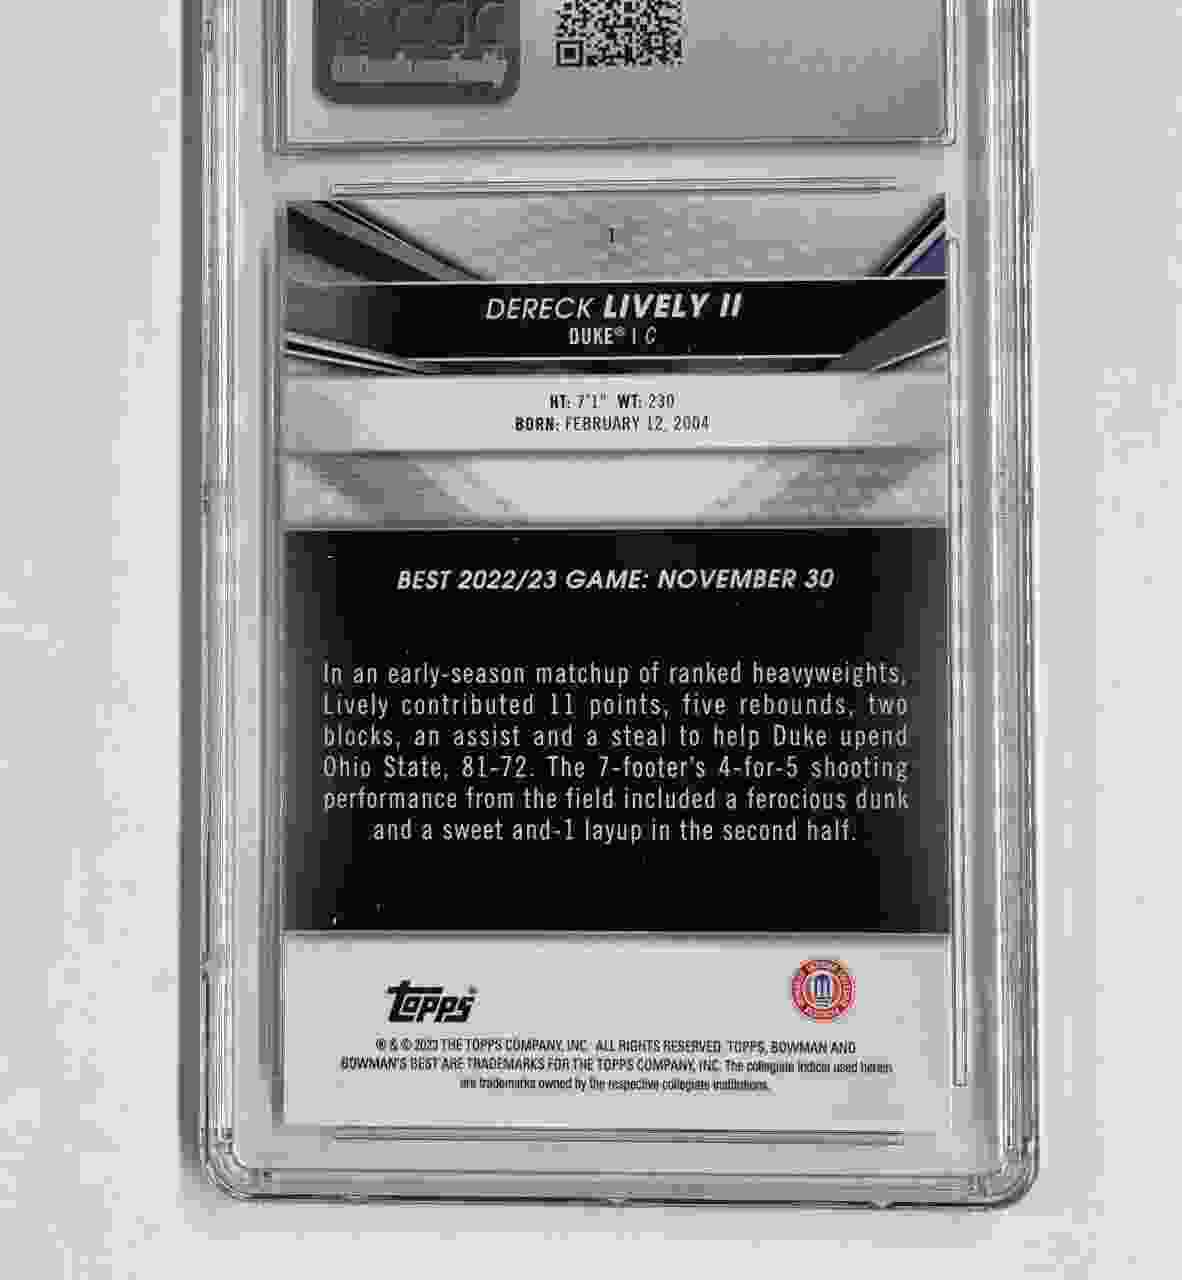 1
DERECK LIVELY II
DUKE® | C
HT: 7'1" WT: 230
BORN: FEBRUARY 12, 2004
BEST 2022/23 GAME: NOVEMBER 30
In an early-season matchup of ranked heavyweights,
Lively contributed 11 points, five rebounds, two
blocks, an assist and a steal to help Duke upend
Ohio State, 81-72. The 7-footer's 4-for-5 shooting
performance from the field included a ferocious dunk
and a sweet and-1 layup in the second half.
topps®
® & © 2023 THE TOPPS COMPANY, INC. ALL RIGHTS RESERVED. TOPPS, BOWMAN AND
BOWMAN'S BEST ARE TRADEMARKS FOR THE TOPPS COMPANY, INC. The collegiate indicia used herein
are trademarks owned by the respective collegiate institutions.